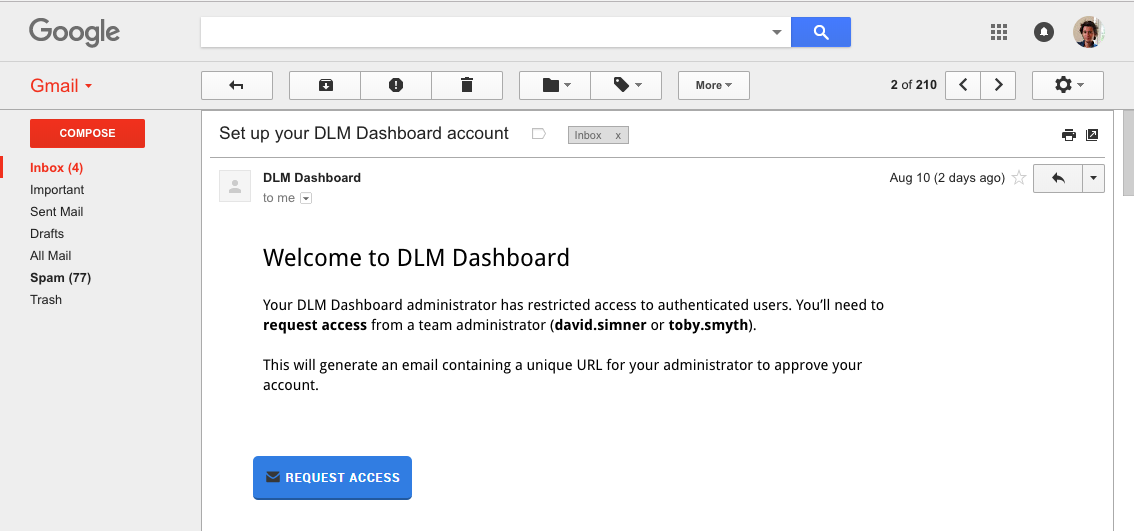 Google
Gmail
More
2 of 210
COMPOSE
Inbox (4)
Important
Sent Mail
Drafts
All Mail
Spam (77)
Trash
Set up your DLM Dashboard account
Inbox x
DLM Dashboard
Aug 10 (2 days ago)
to me
Welcome to DLM Dashboard
Your DLM Dashboard administrator has restricted access to authenticated users. You’ll need to
request access from a team administrator (david.simner or toby.smyth).
This will generate an email containing a unique URL for your administrator to approve your
account.
REQUEST ACCESS